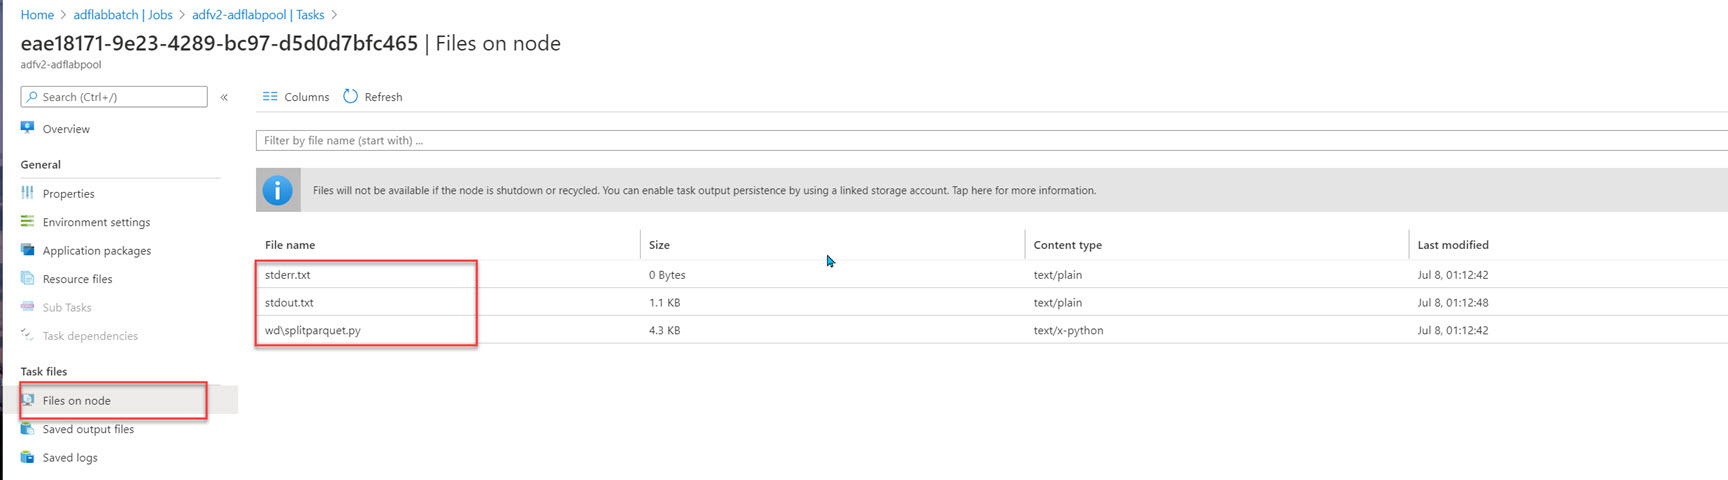 Home > adflabbatch | Jobs > adfv2-adflabpool | Tasks >
eae18171-9e23-4289-bc97-d5d0d7bfc465 | Files on node
adfv2-adflabpool
Search (Ctrl+/)
«
Columns
Refresh
Overview
Filter by file name (start with) ...
General
Files will not be available if the node is shutdown or recycled. You can enable task output persistence by using a linked storage account. Tap here for more information.
Properties
Environment settings
Application packages
Resource files
Sub Tasks
Task dependencies
Task files
Files on node
Saved output files
Saved logs
File name Size Content type Last modified
stderr.txt 0 Bytes text/plain Jul 8, 01:12:42
stdout.txt 1.1 KB text/plain Jul 8, 01:12:48
wd\splitparquet.py 4.3 KB text/x-python Jul 8, 01:12:42